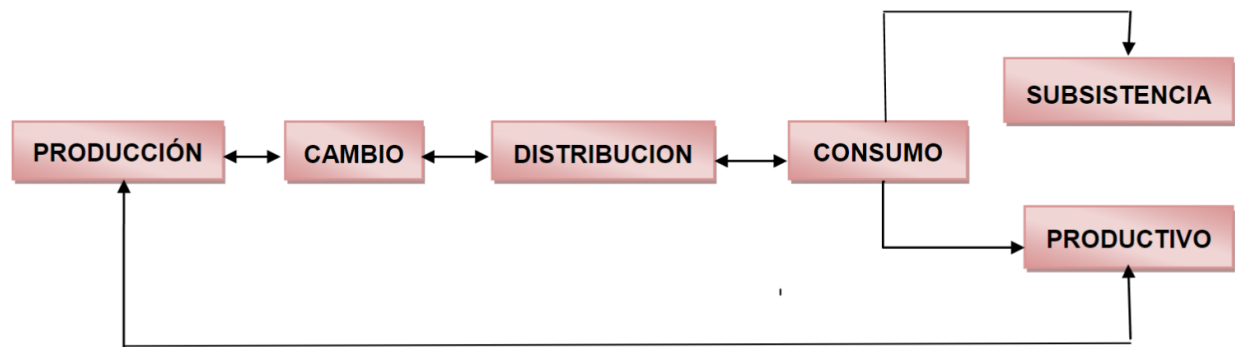 SUBSISTENCIA
PRODUCCIÓN
CAMBIO
DISTRIBUCION
CONSUMO
PRODUCTIVO